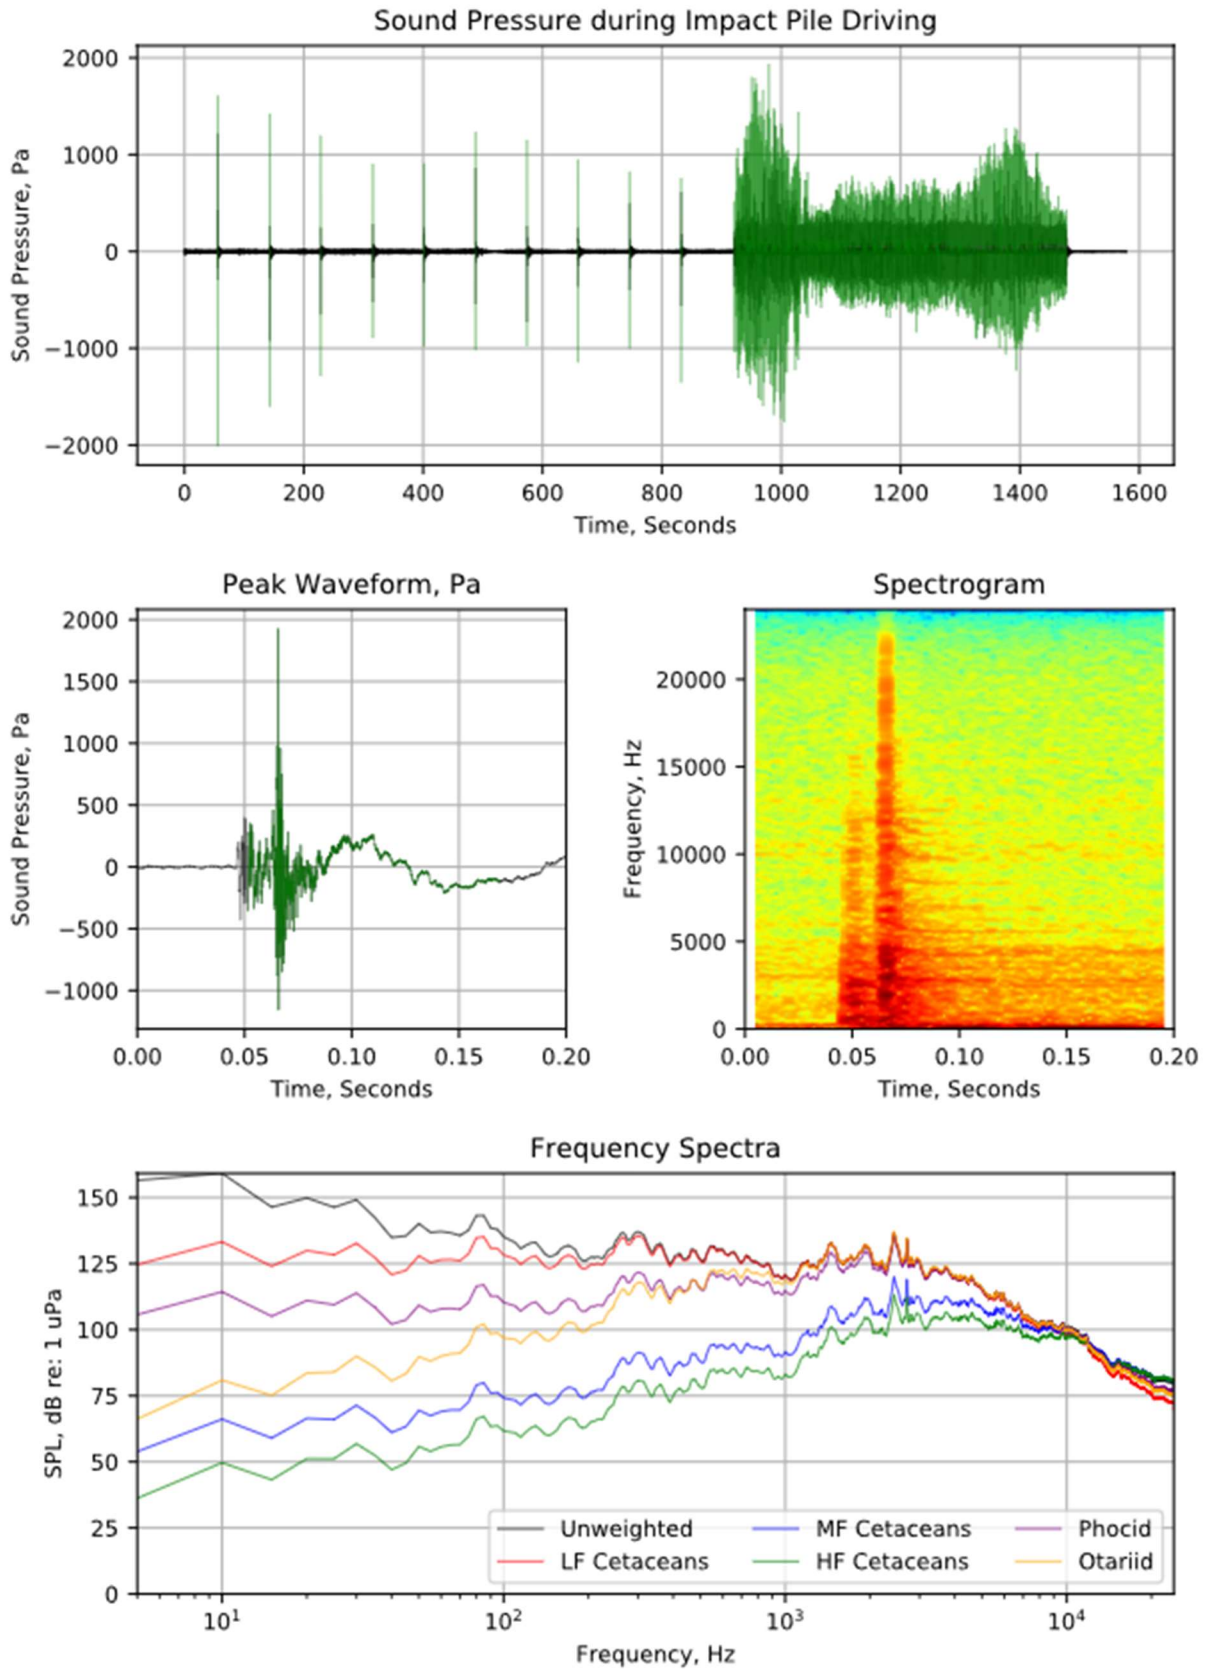 Sound Pressure during Impact Pile Driving
2000
1000
0
−1000
−2000
Sound Pressure, Pa
0 200 400 600 800 1000 1200 1400 1600
Time, Seconds
Peak Waveform, Pa
2000
1500
1000
500
0
−500
−1000
Sound Pressure, Pa
0.00 0.05 0.10 0.15 0.20
Time, Seconds
Spectrogram
20000
15000
10000
5000
0
Frequency, Hz
0.00 0.05 0.10 0.15 0.20
Time, Seconds
Frequency Spectra
150
125
100
75
50
25
0
SPL, dB re: 1 uPa
Unweighted MF Cetaceans Phocid
LF Cetaceans HF Cetaceans Otariid
10¹ 10² 10³ 10⁴
Frequency, Hz